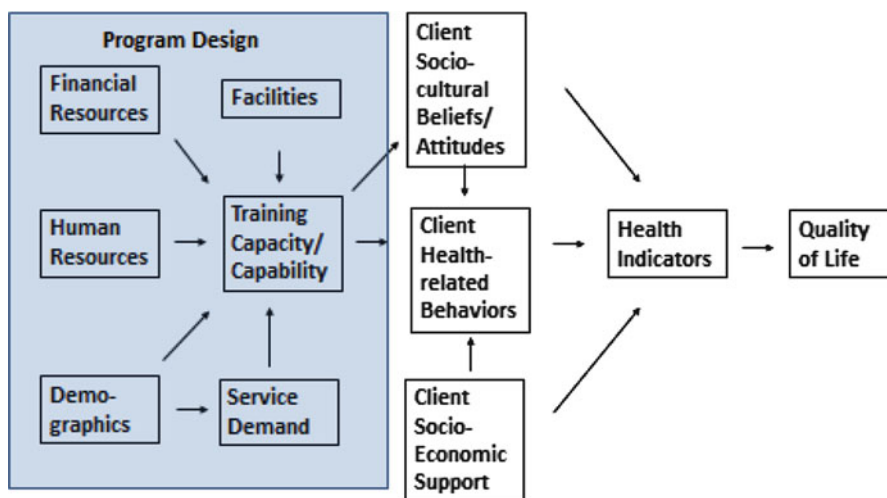 Program Design
Financial
Resources
Facilities
Human
Resources
Training
Capacity/
Capability
Demo-
graphics
Service
Demand
Client
Socio-
cultural
Beliefs/
Attitudes
Client
Health-
related
Behaviors
Client
Socio-
Economic
Support
Health
Indicators
Quality
of Life